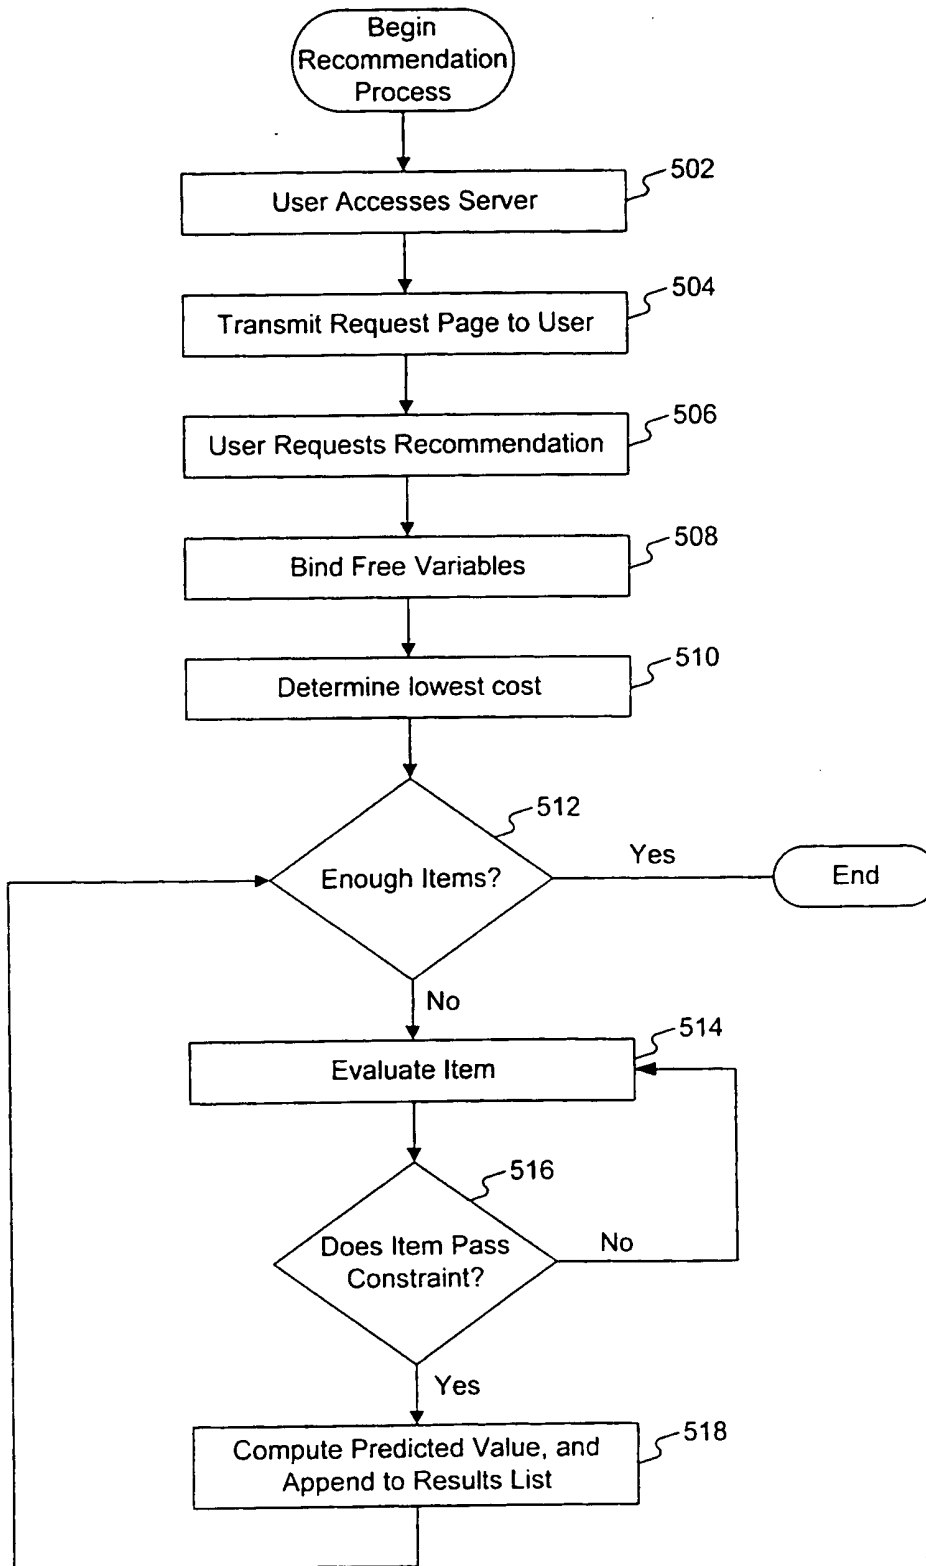 Begin
Recommendation
Process
502
User Accesses Server
504
Transmit Request Page to User
506
User Requests Recommendation
508
Bind Free Variables
510
Determine lowest cost
512
Enough Items?
Yes
End
No
514
Evaluate Item
516
Does Item Pass
Constraint?
No
Yes
518
Compute Predicted Value, and
Append to Results List